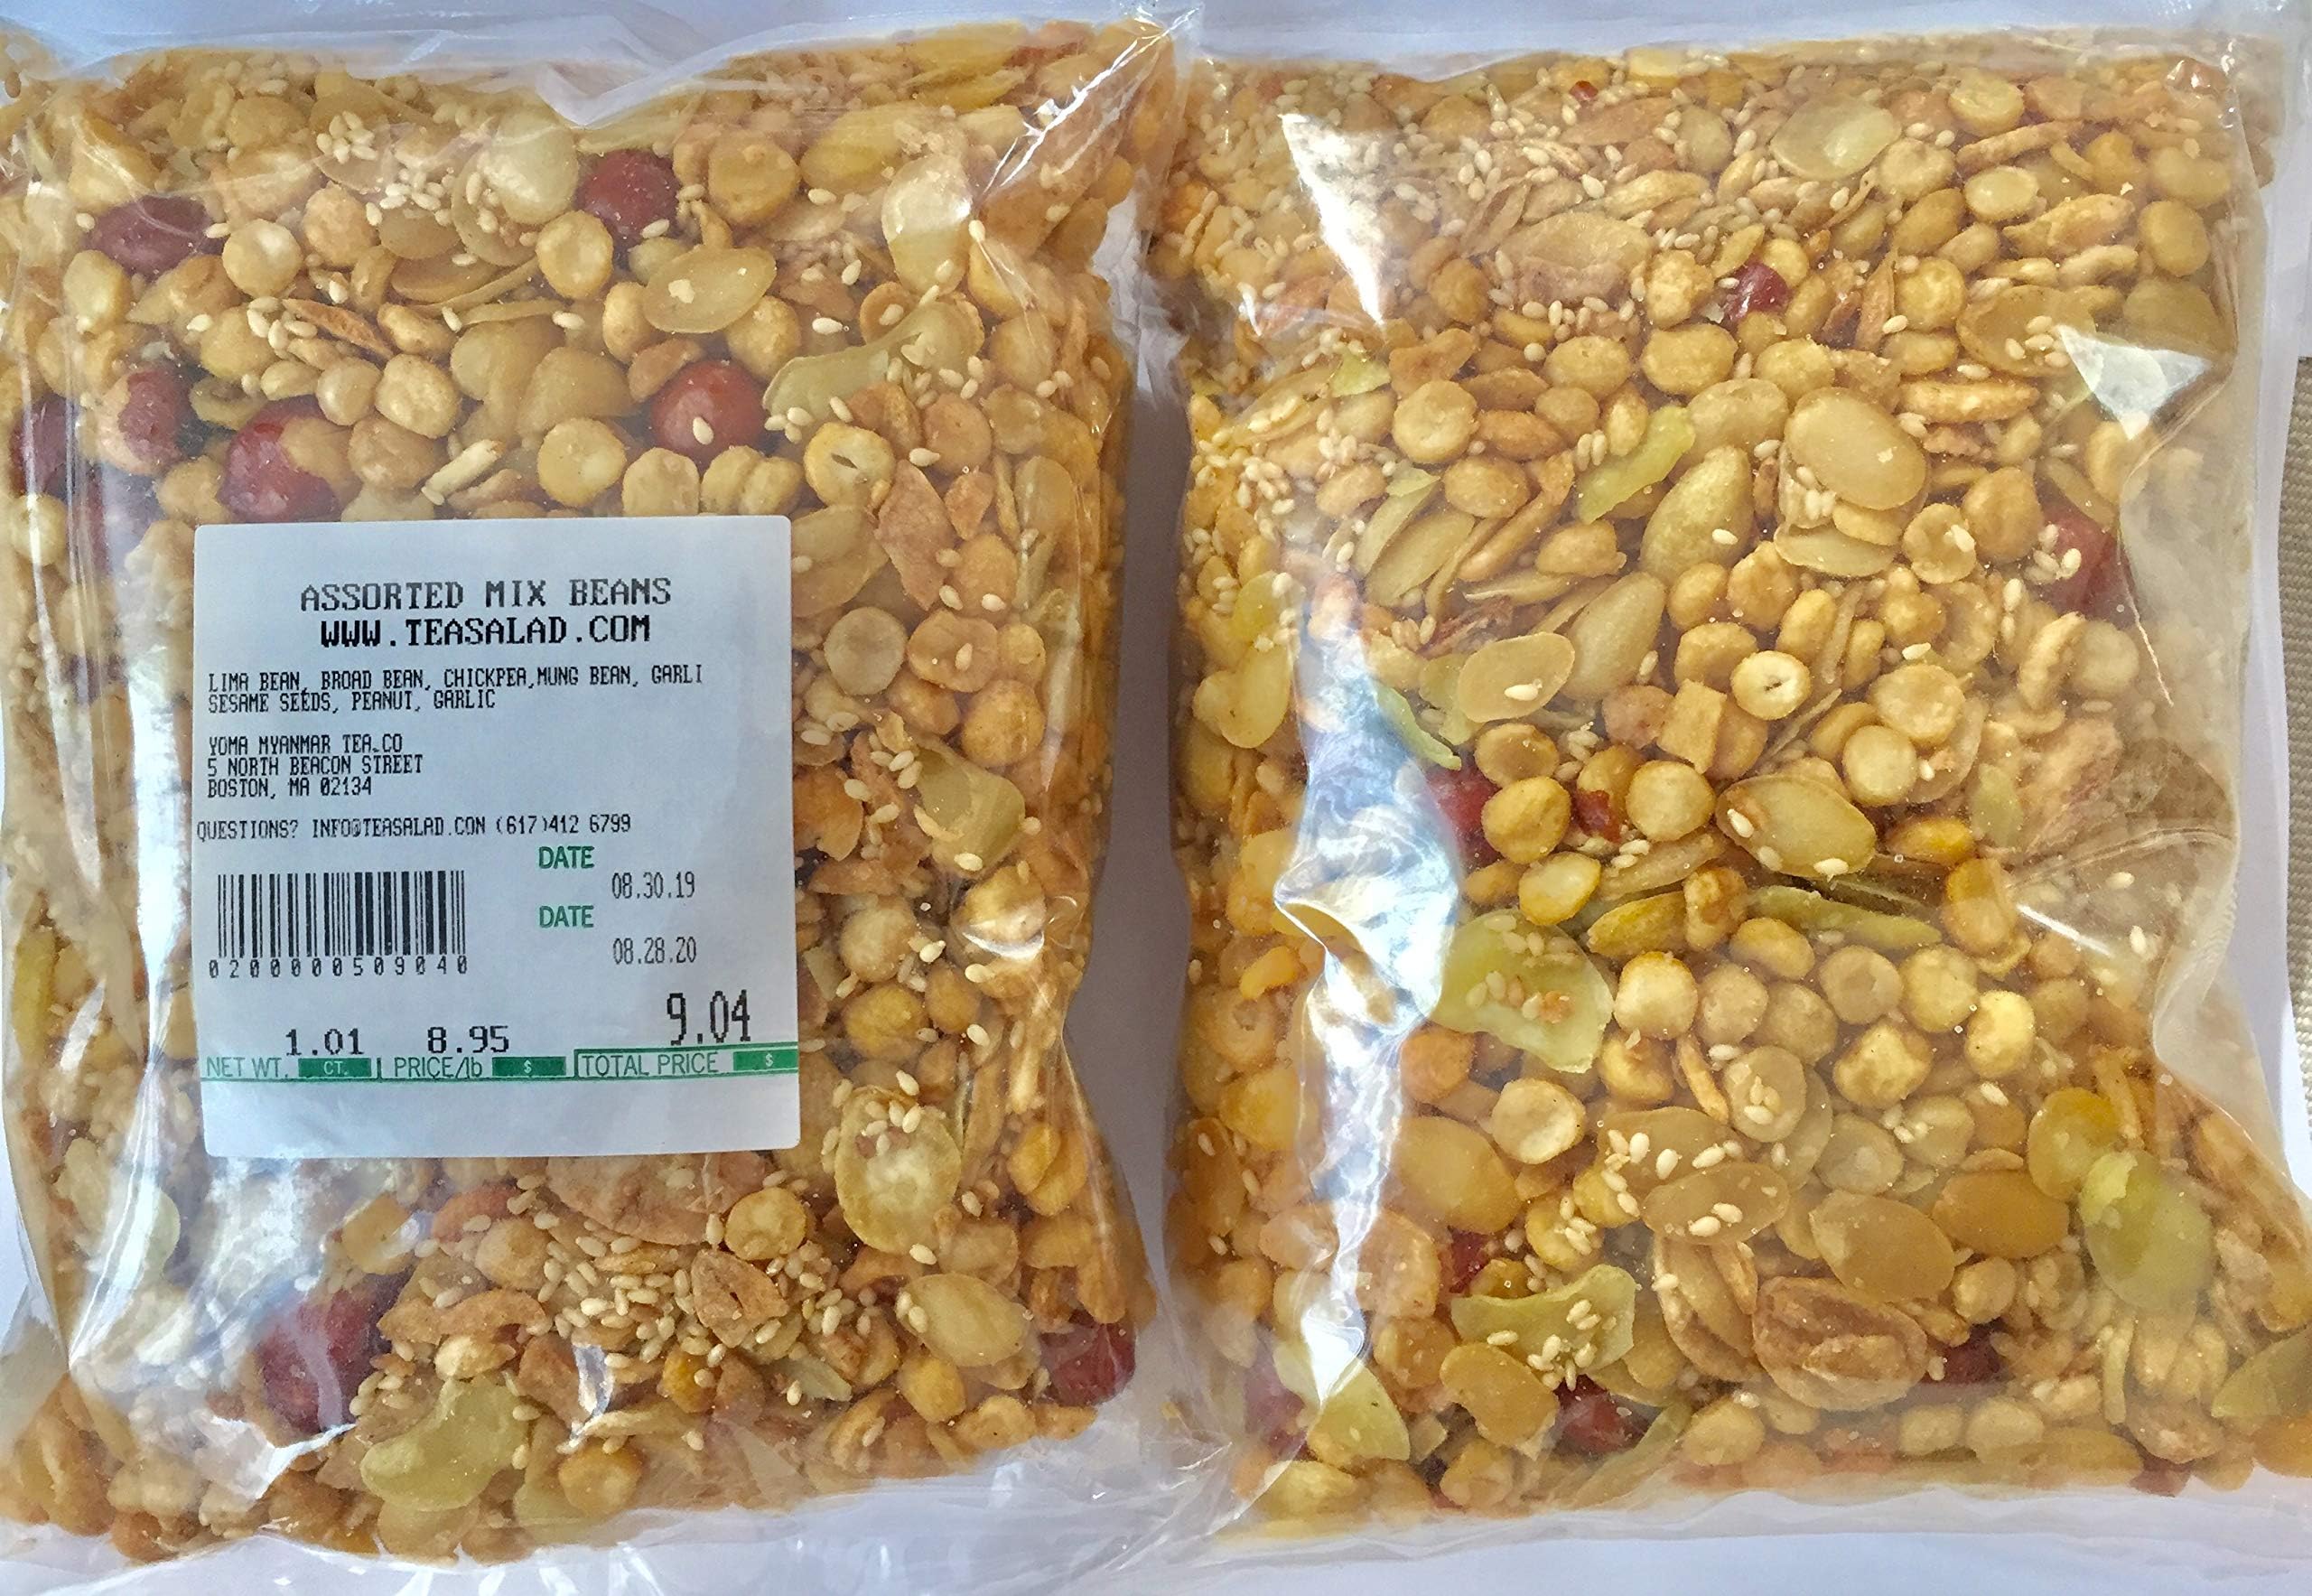 ASSORTED MIX BEANS
WWW.TEASALAD.COM
LIMA BEAN, BROAD BEAN, CHICKPEA,MUNG BEAN, GARLI
SESAME SEEDS, PEANUT, GARLIC
YOMA MYANMAR TEA.CO
5 NORTH BEACON STREET
BOSTON, MA 02134
QUESTIONS? INFO@TEASALAD.COM (617)412 6799
DATE
08.30.19
DATE
08.28.20
0200000509040
1.01 8.95 9.04
NET WT. CT. PRICE/lb $ TOTAL PRICE $